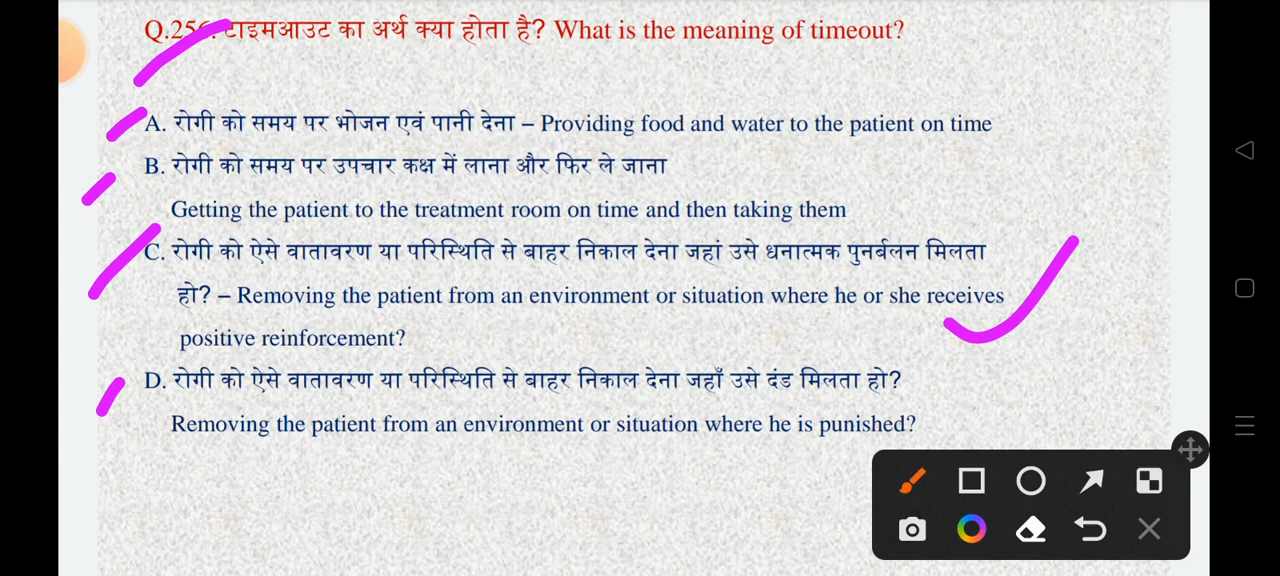 Q.256. टाइमआउट का अर्थ क्या होता है? What is the meaning of timeout?
A. रोगी को समय पर भोजन एवं पानी देना – Providing food and water to the patient on time
B. रोगी को समय पर उपचार कक्ष में लाना और फिर ले जाना
Getting the patient to the treatment room on time and then taking them
C. रोगी को ऐसे वातावरण या परिस्थिति से बाहर निकाल देना जहां उसे धनात्मक पुनर्बलन मिलता
हो? – Removing the patient from an environment or situation where he or she receives
positive reinforcement?
D. रोगी को ऐसे वातावरण या परिस्थिति से बाहर निकाल देना जहाँ उसे दंड मिलता हो?
Removing the patient from an environment or situation where he is punished?